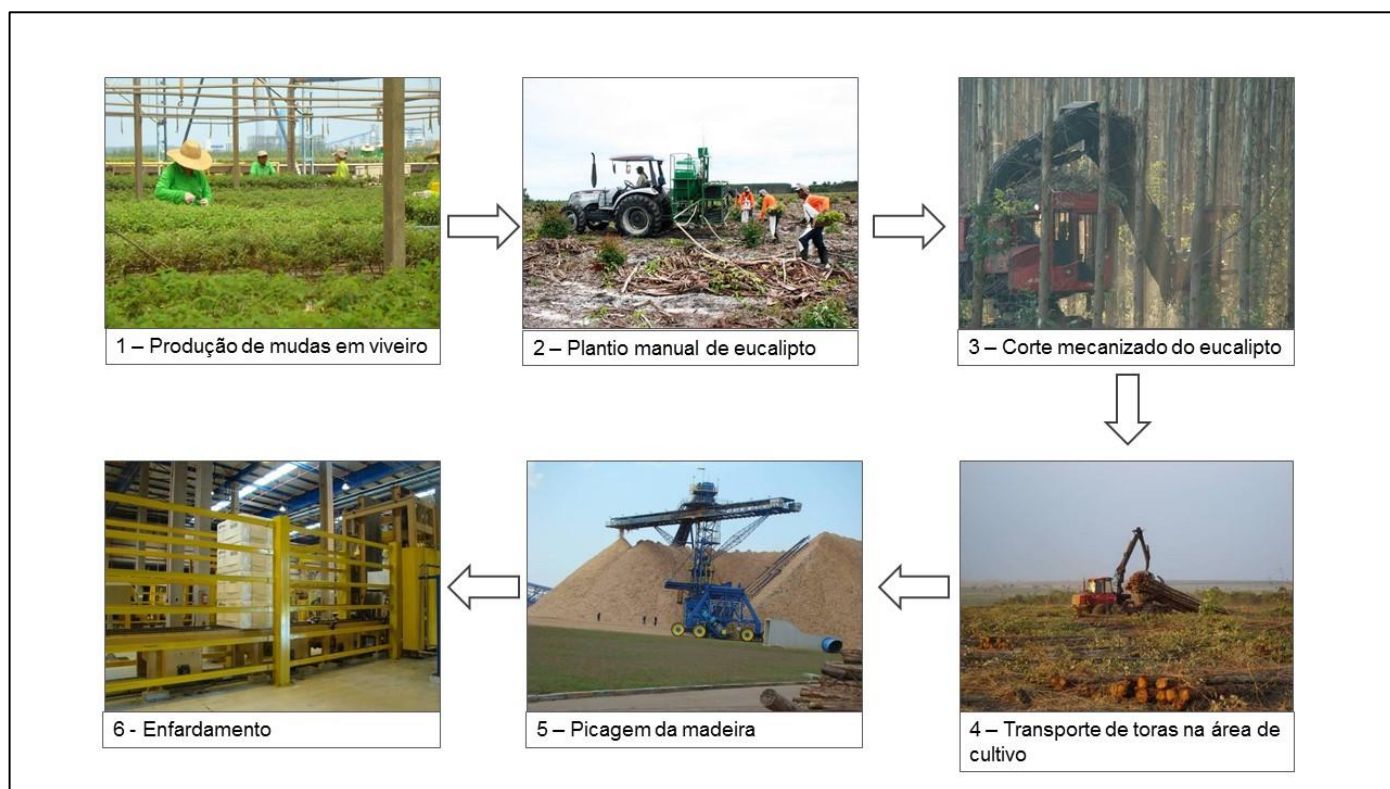 1 – Produção de mudas em viveiro
2 – Plantio manual de eucalipto
3 – Corte mecanizado do eucalipto
4 – Transporte de toras na área de
cultivo
5 – Picagem da madeira
6 - Enfardamento